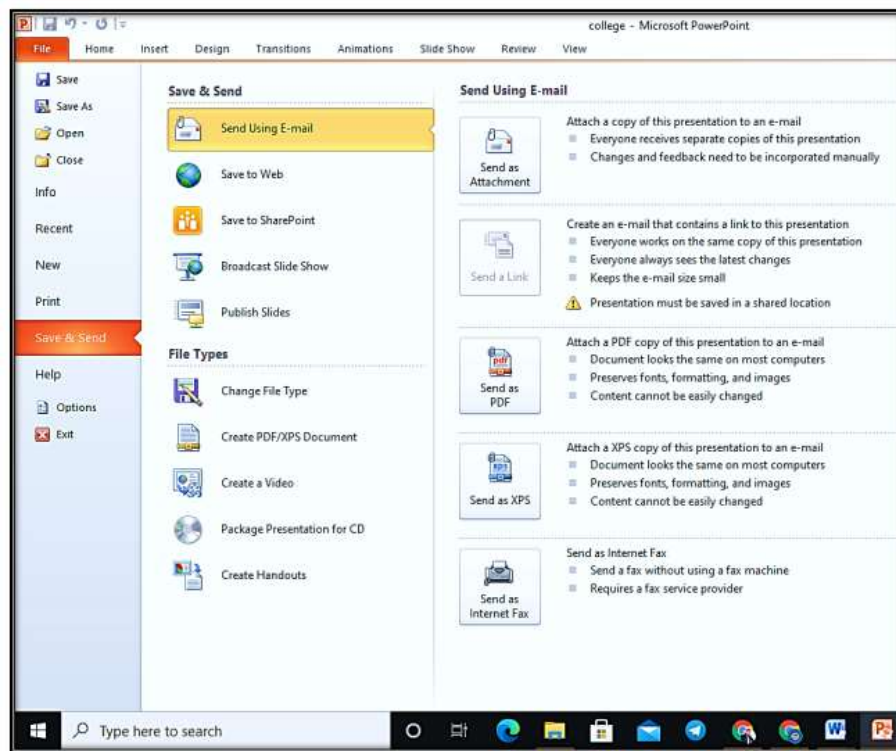 college - Microsoft PowerPoint
File Home Insert Design Transitions Animations Slide Show Review View
Save
Save As
Open
Close
Info
Recent
New
Print
Save & Send
Help
Options
Exit
Save & Send
Send Using E-mail
Save to Web
Save to SharePoint
Broadcast Slide Show
Publish Slides
File Types
Change File Type
Create PDF/XPS Document
Create a Video
Package Presentation for CD
Create Handouts
Send Using E-mail
Send as
Attachment
Attach a copy of this presentation to an e-mail
Everyone receives separate copies of this presentation
Changes and feedback need to be incorporated manually
Send a Link
Create an e-mail that contains a link to this presentation
Everyone works on the same copy of this presentation
Everyone always sees the latest changes
Keeps the e-mail size small
Presentation must be saved in a shared location
Send as
PDF
Attach a PDF copy of this presentation to an e-mail
Document looks the same on most computers
Preserves fonts, formatting, and images
Content cannot be easily changed
Send as XPS
Attach a XPS copy of this presentation to an e-mail
Document looks the same on most computers
Preserves fonts, formatting, and images
Content cannot be easily changed
Send as
Internet Fax
Send as Internet Fax
Send a fax without using a fax machine
Requires a fax service provider
Type here to search